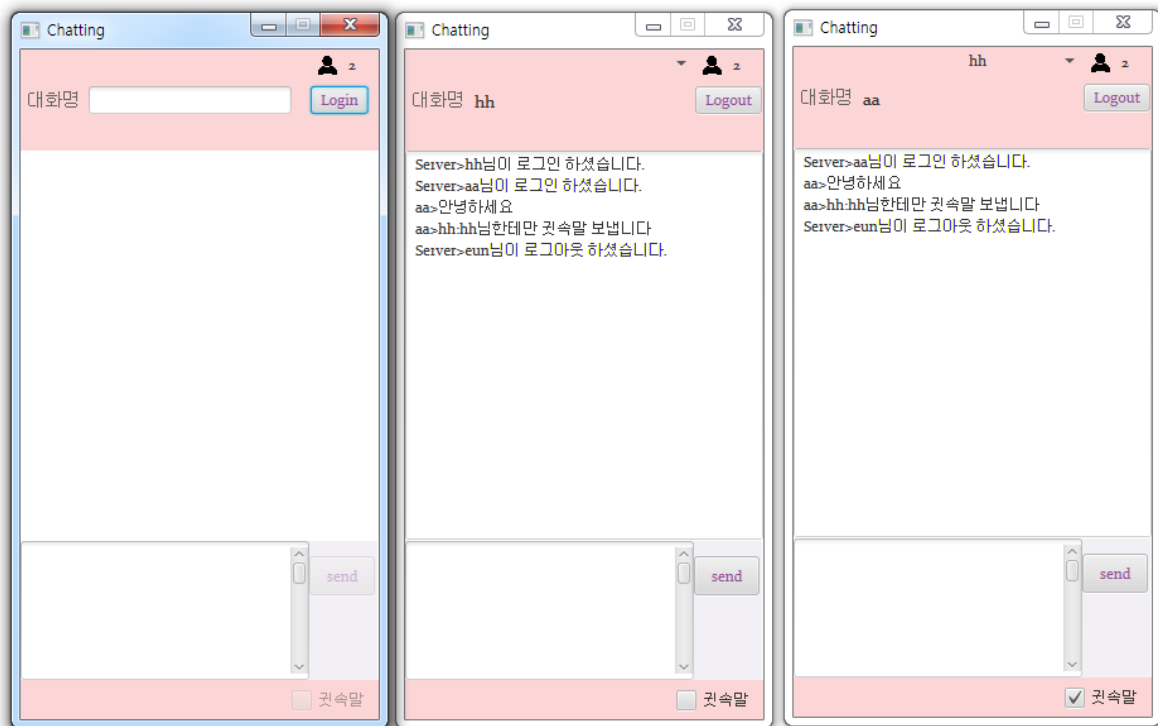 Chatting
2
대화명
Login
send
귓속말
Chatting
2
대화명 hh
Logout
Server>hh님이 로그인 하셨습니다.
Server>aa님이 로그인 하셨습니다.
aa>안녕하세요
aa>hh:hh님한테만 귓속말 보냅니다
Server>eun님이 로그아웃 하셨습니다.
send
귓속말
Chatting
hh
2
대화명 aa
Logout
Server>aa님이 로그인 하셨습니다.
aa>안녕하세요
aa>hh:hh님한테만 귓속말 보냅니다
Server>eun님이 로그아웃 하셨습니다.
send
귓속말